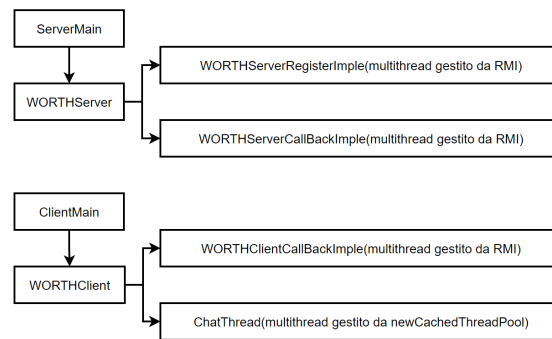 ServerMain
WORTHServer
WORTHServerRegisterImple(multithread gestito da RMI)
WORTHServerCallBackImple(multithread gestito da RMI)
ClientMain
WORTHClient
WORTHClientCallBackImple(multithread gestito da RMI)
ChatThread(multithread gestito da newCachedThreadPool)